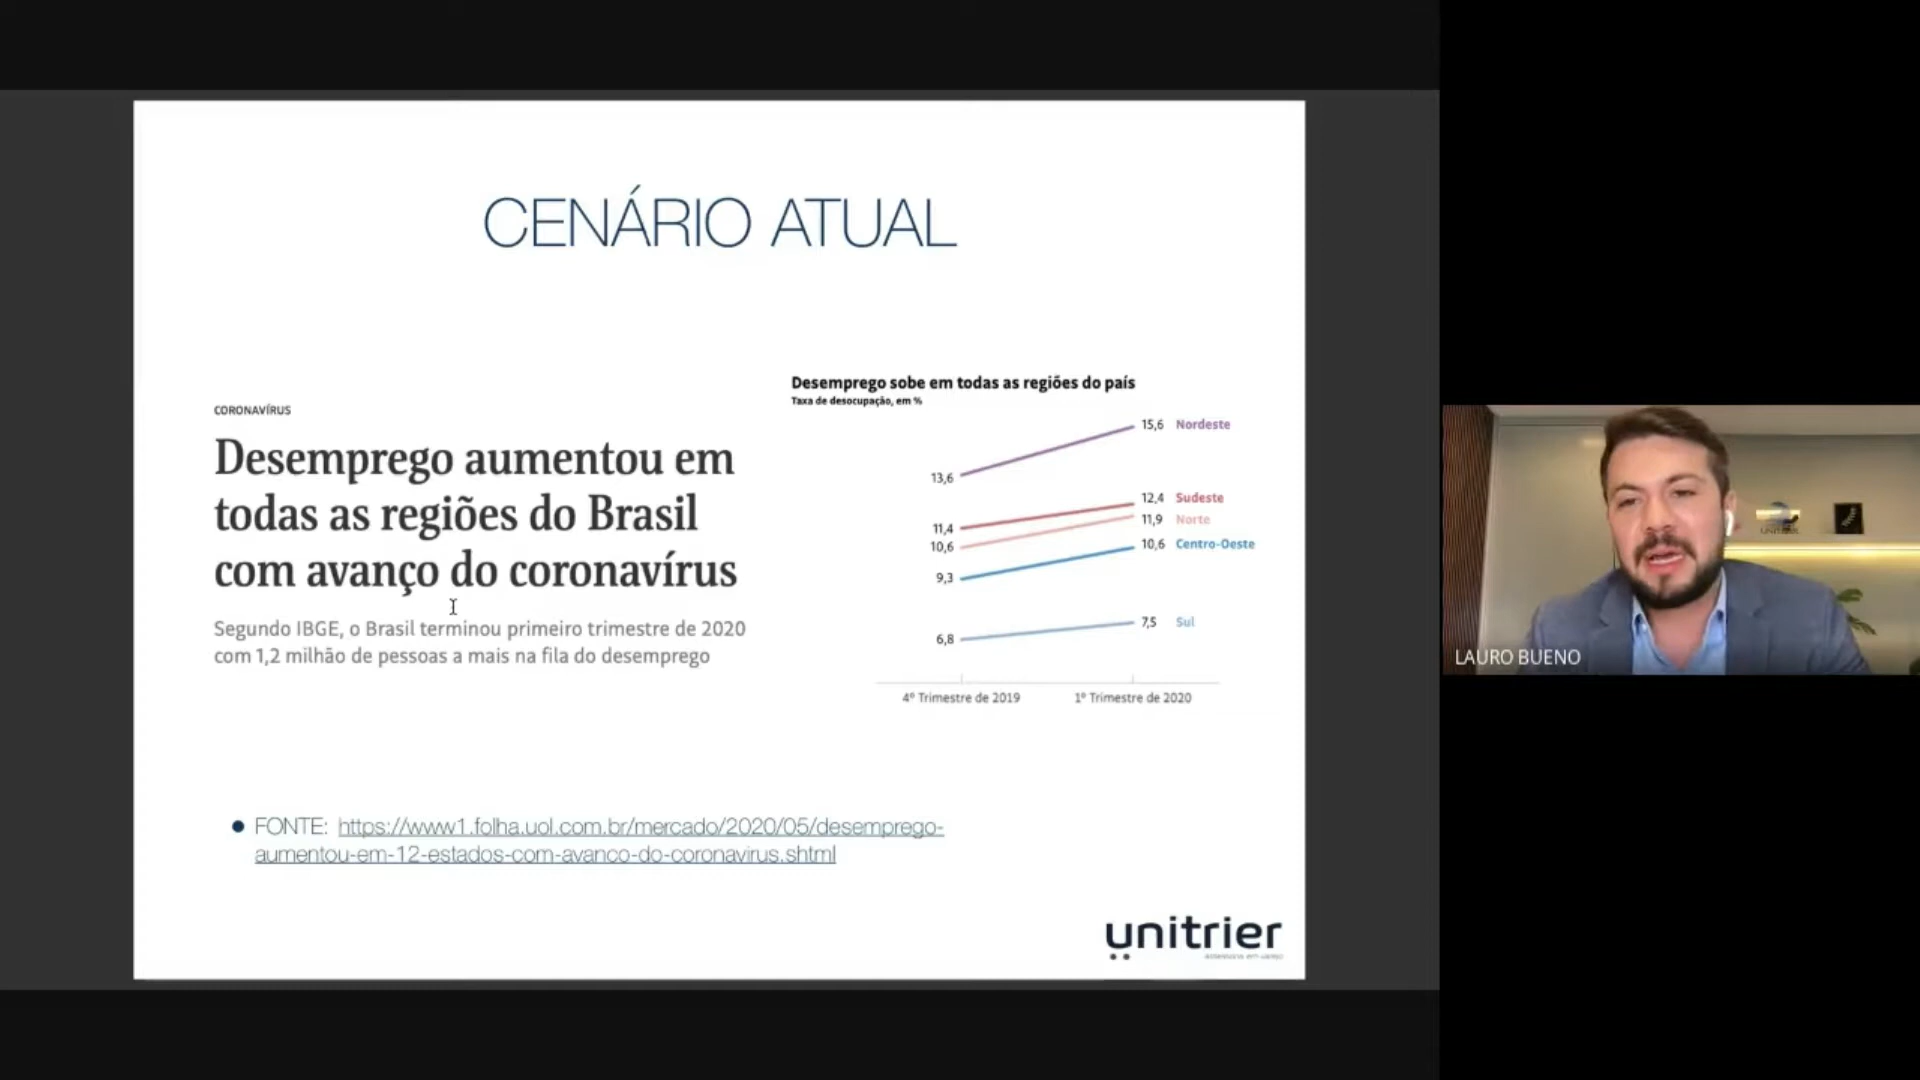 CENÁRIO ATUAL
CORONAVÍRUS
Desemprego aumentou em
todas as regiões do Brasil
com avanço do coronavírus
Segundo IBGE, o Brasil terminou primeiro trimestre de 2020
com 1,2 milhão de pessoas a mais na fila do desemprego
Desemprego sobe em todas as regiões do país
Taxa de desocupação, em %
13,6 15,6 Nordeste
11,4 12,4 Sudeste
10,6 11,9 Norte
9,3 10,6 Centro-Oeste
6,8 7,5 Sul
4º Trimestre de 2019 1º Trimestre de 2020
FONTE: https://www1.folha.uol.com.br/mercado/2020/05/desemprego-
aumentou-em-12-estados-com-avanco-do-coronavirus.shtml
unitrier
LAURO BUENO